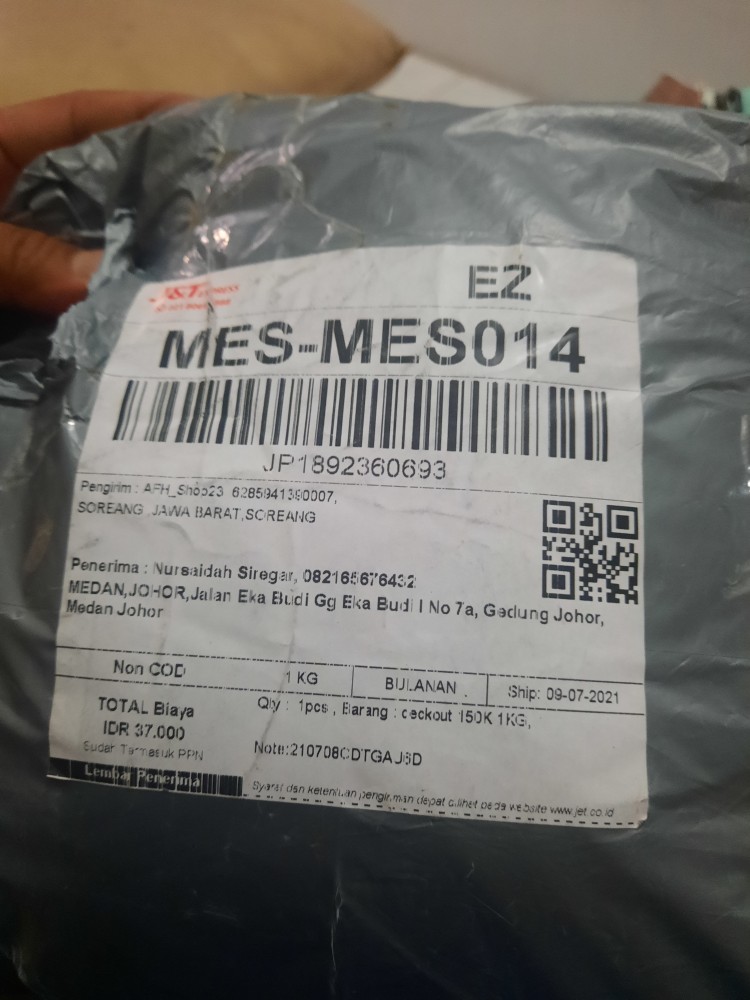 J&T EXPRESS
EZ
MES-MES014
JP1892360693
Pengirim : AFH_Shop23 6285941390007,
SOREANG ,JAWA BARAT,SOREANG
Penerima : Nursaidah Siregar, 082165676432
MEDAN,JOHOR,Jalan Eka Budi Gg Eka Budi I No 7a, Gedung Johor,
Medan Johor
Non COD
1 KG
BULANAN
Ship: 09-07-2021
TOTAL Biaya
IDR 37.000
Sudah Termasuk PPN
Qty : 1pcs , Barang : ceckout 150K 1KG,
Note:210708CDTGAJ6D
Lembar Penerima
Syarat dan ketentuan pengiriman dapat dilihat pada website www.jet.co.id